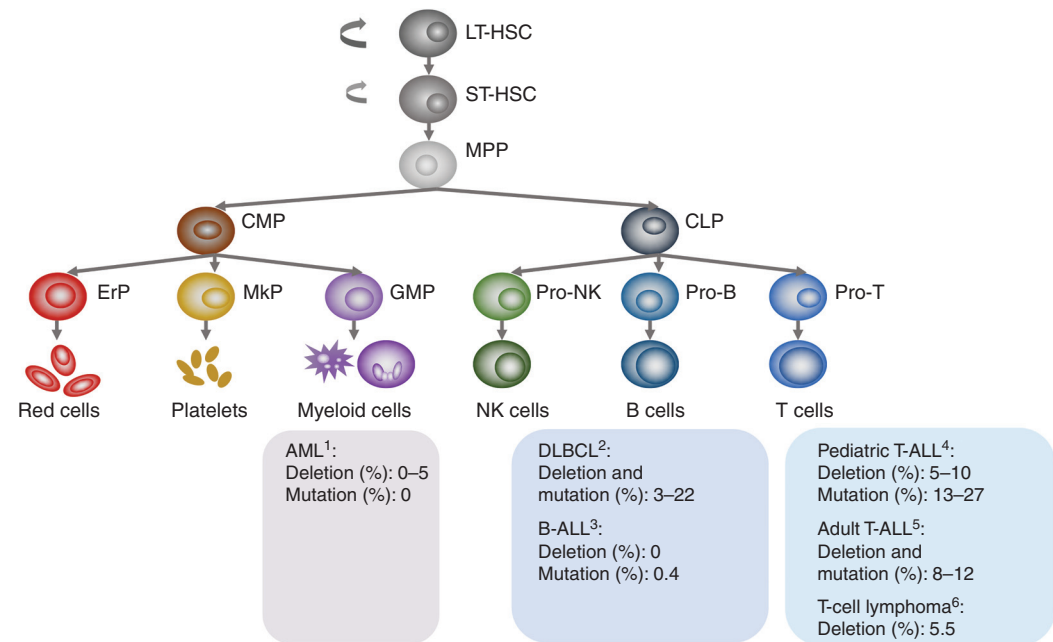 LT-HSC
ST-HSC
MPP
CMP
CLP
ErP
MkP
GMP
Pro-NK
Pro-B
Pro-T
Red cells
Platelets
Myeloid cells
NK cells
B cells
T cells
AML¹:
Deletion (%): 0–5
Mutation (%): 0
DLBCL²:
Deletion and
mutation (%): 3–22
B-ALL³:
Deletion (%): 0
Mutation (%): 0.4
Pediatric T-ALL⁴:
Deletion (%): 5–10
Mutation (%): 13–27
Adult T-ALL⁵:
Deletion and
mutation (%): 8–12
T-cell lymphoma⁶:
Deletion (%): 5.5